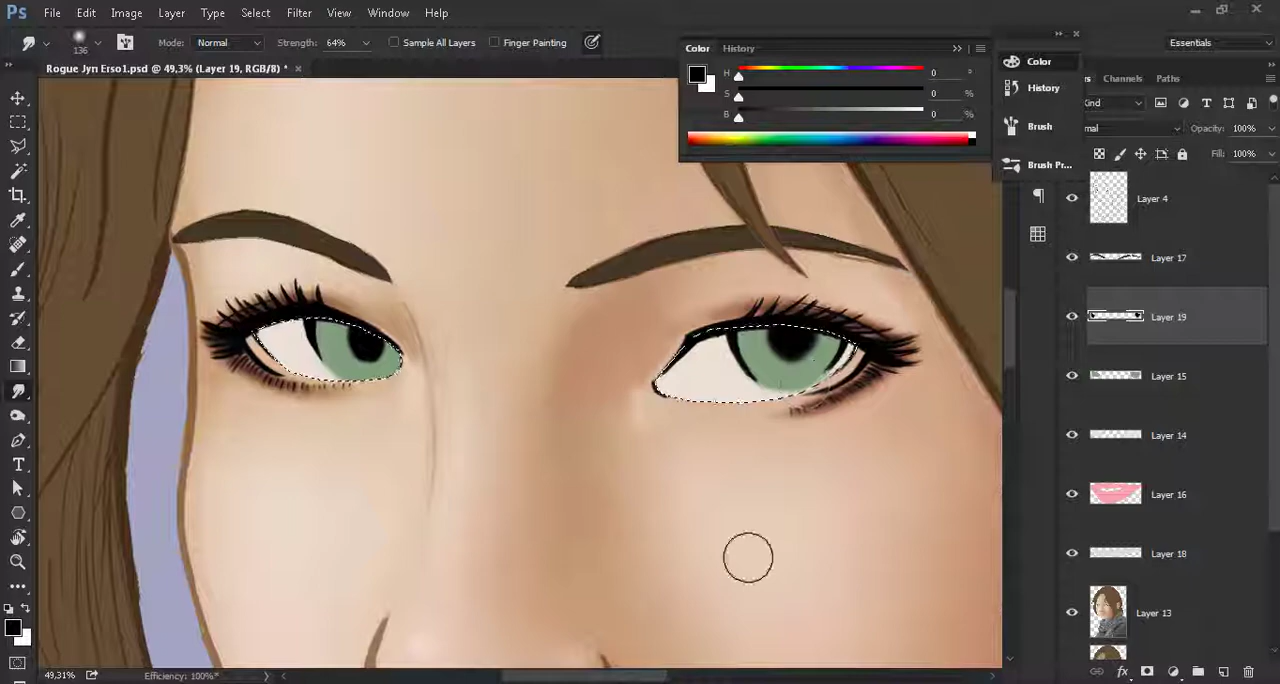 Ps File Edit Image Layer Type Select Filter View Window Help
136 Mode: Normal Strength: 64% Sample All Layers Finger Painting Essentials
Rogue Jyn Erso1.psd @ 49,3% (Layer 19, RGB/8) *
Color History
H 0 °
S 0 %
B 0 %
Color
History
Brush
Brush Pr...
Channels Paths
Kind
Opacity: 100%
Fill: 100%
Layer 4
Layer 17
Layer 19
Layer 15
Layer 14
Layer 16
Layer 18
Layer 13
49,31% Efficiency: 100%*